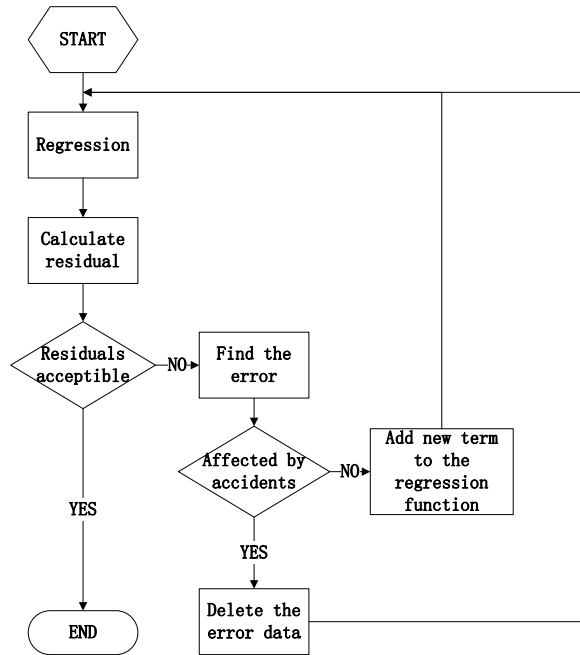 START
Regression
Calculate
residual
Residuals
acceptible
NO
Find the
error
Affected by
accidents
NO
Add new term
to the
regression
function
YES
YES
Delete the
error data
END